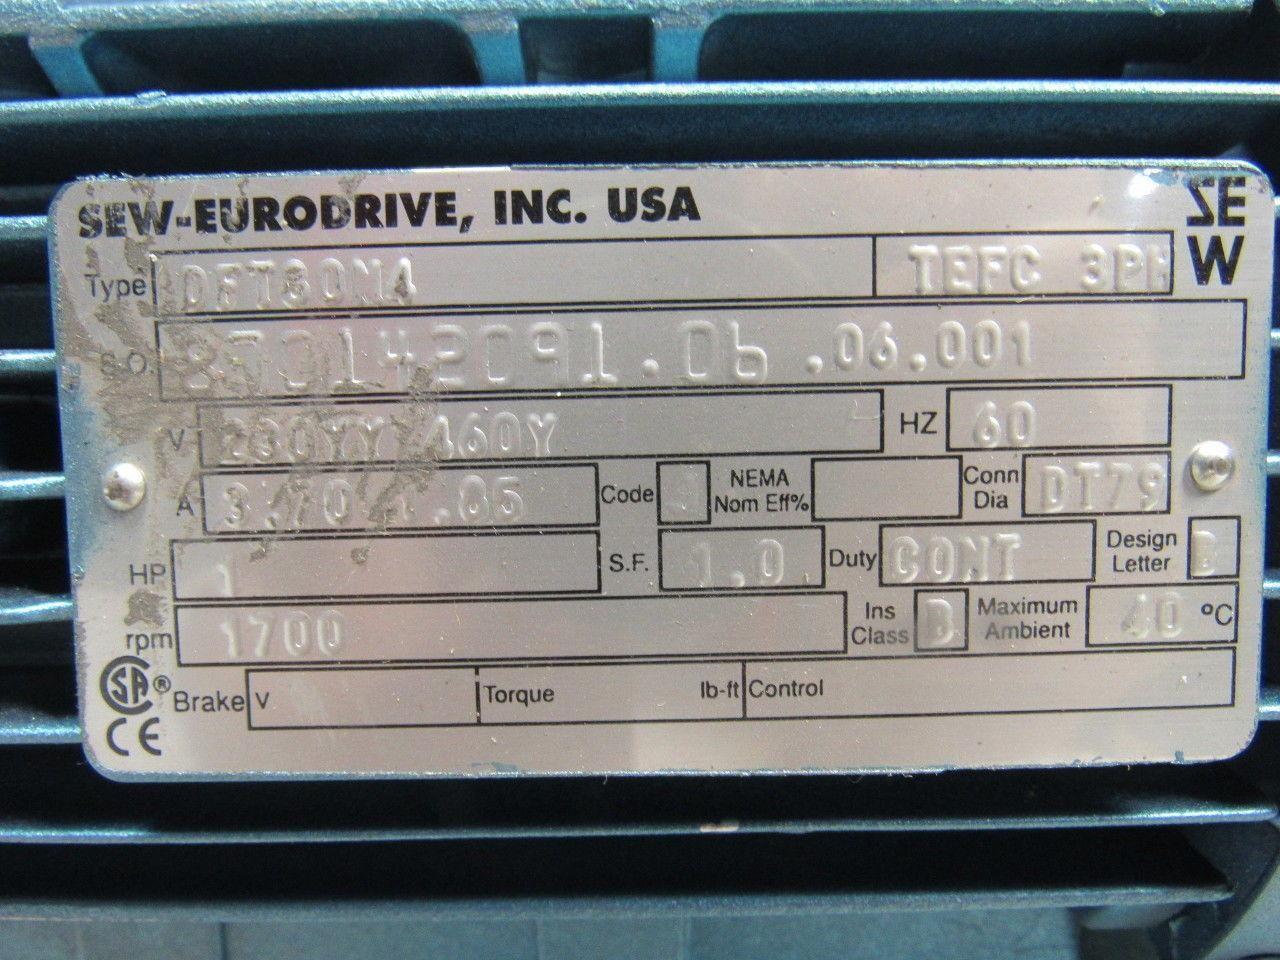 SEW-EURODRIVE, INC. USA SEW
Type DFT80N4 TEFC 3PH
S.O. 870142091.06.06.001
V 230YY 460Y HZ 60
A 3.70 1.85 Code NEMA Nom Eff% Conn Dia DT79
HP 1 S.F. 1.0 Duty CONT Design Letter B
rpm 1700 Ins Class B Maximum Ambient 40 °C
Brake V Torque lb-ft Control
CSA ®
CE